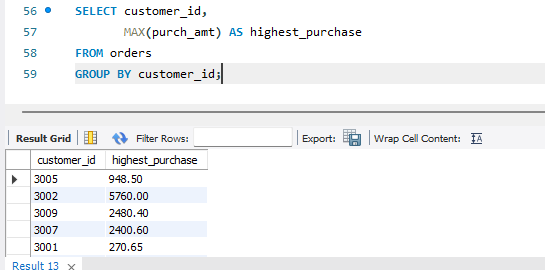 56 SELECT customer_id,
57 MAX(purch_amt) AS highest_purchase
58 FROM orders
59 GROUP BY customer_id;
Result Grid Filter Rows: Export: Wrap Cell Content: IA
customer_id highest_purchase
3005 948.50
3002 5760.00
3009 2480.40
3007 2400.60
3001 270.65
Result 13 x